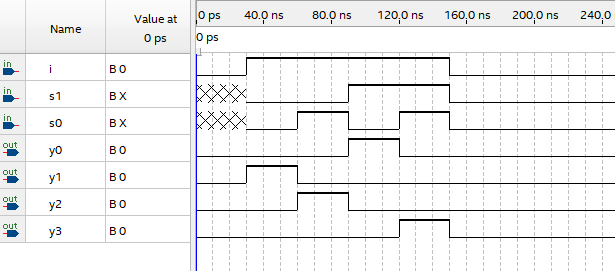 Name Value at 0 ps
0 ps 40.0 ns 80.0 ns 120.0 ns 160.0 ns 200.0 ns 240.0
0 ps
in i B 0
in s1 B X
in s0 B X
out y0 B 0
out y1 B 0
out y2 B 0
out y3 B 0